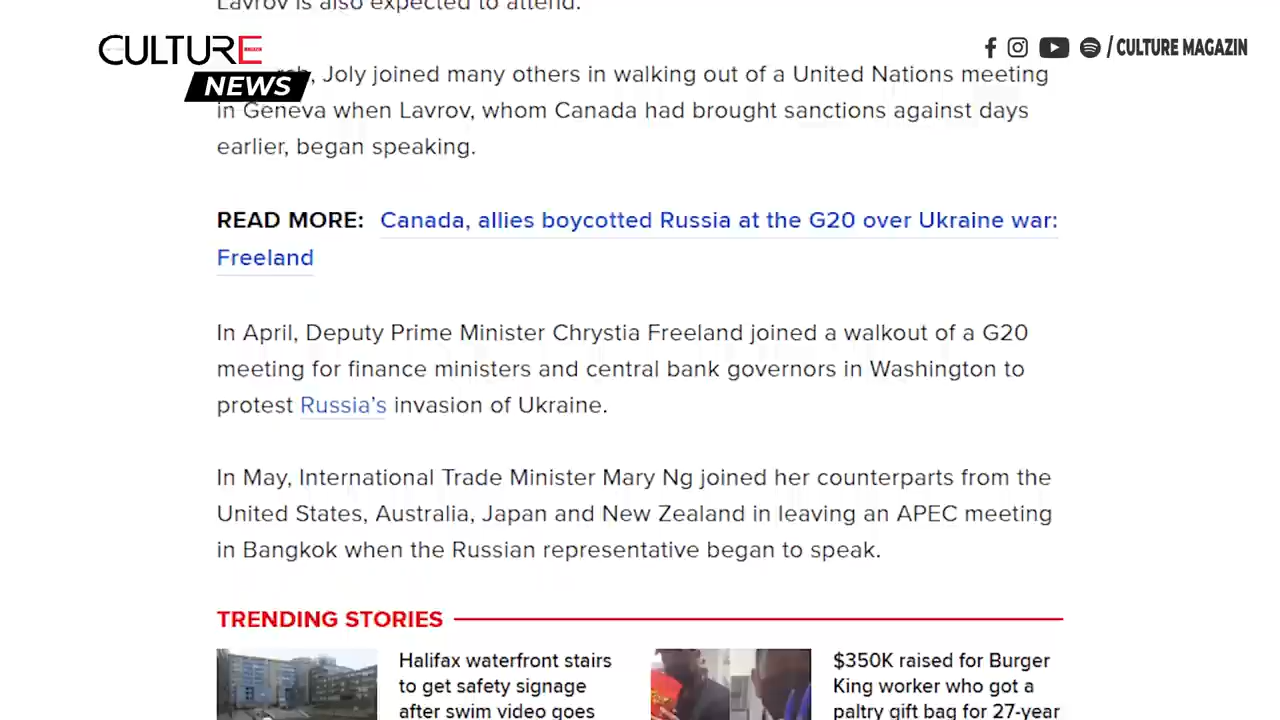 Lavrov is also expected to attend.
CULTURE
/ CULTURE MAGAZIN
NEWS
Joly joined many others in walking out of a United Nations meeting
in Geneva when Lavrov, whom Canada had brought sanctions against days
earlier, began speaking.
READ MORE: Canada, allies boycotted Russia at the G20 over Ukraine war:
Freeland
In April, Deputy Prime Minister Chrystia Freeland joined a walkout of a G20
meeting for finance ministers and central bank governors in Washington to
protest Russia's invasion of Ukraine.
In May, International Trade Minister Mary Ng joined her counterparts from the
United States, Australia, Japan and New Zealand in leaving an APEC meeting
in Bangkok when the Russian representative began to speak.
TRENDING STORIES
Halifax waterfront stairs
to get safety signage
after swim video goes
$350K raised for Burger
King worker who got a
paltry gift bag for 27-year